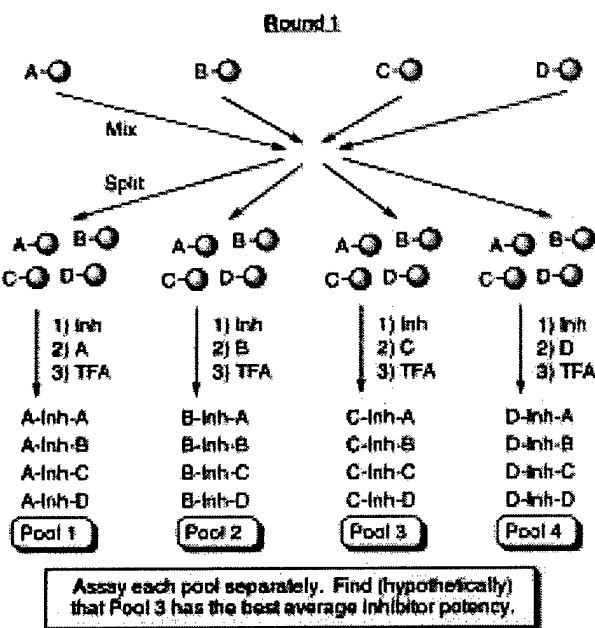 Round 1
A- B- C- D-
Mix
Split
A- B- A- B- A- B- A- B-
C- D- C- D- C- D- C- D-
1) Inh 1) Inh 1) Inh 1) Inh
2) A 2) B 2) C 2) D
3) TFA 3) TFA 3) TFA 3) TFA
A-Inh-A B-Inh-A C-Inh-A D-Inh-A
A-Inh-B B-Inh-B C-Inh-B D-Inh-B
A-Inh-C B-Inh-C C-Inh-C D-Inh-C
A-Inh-D B-Inh-D C-Inh-D D-Inh-D
Pool 1 Pool 2 Pool 3 Pool 4
Assay each pool separately. Find (hypothetically)
that Pool 3 has the best average inhibitor potency.